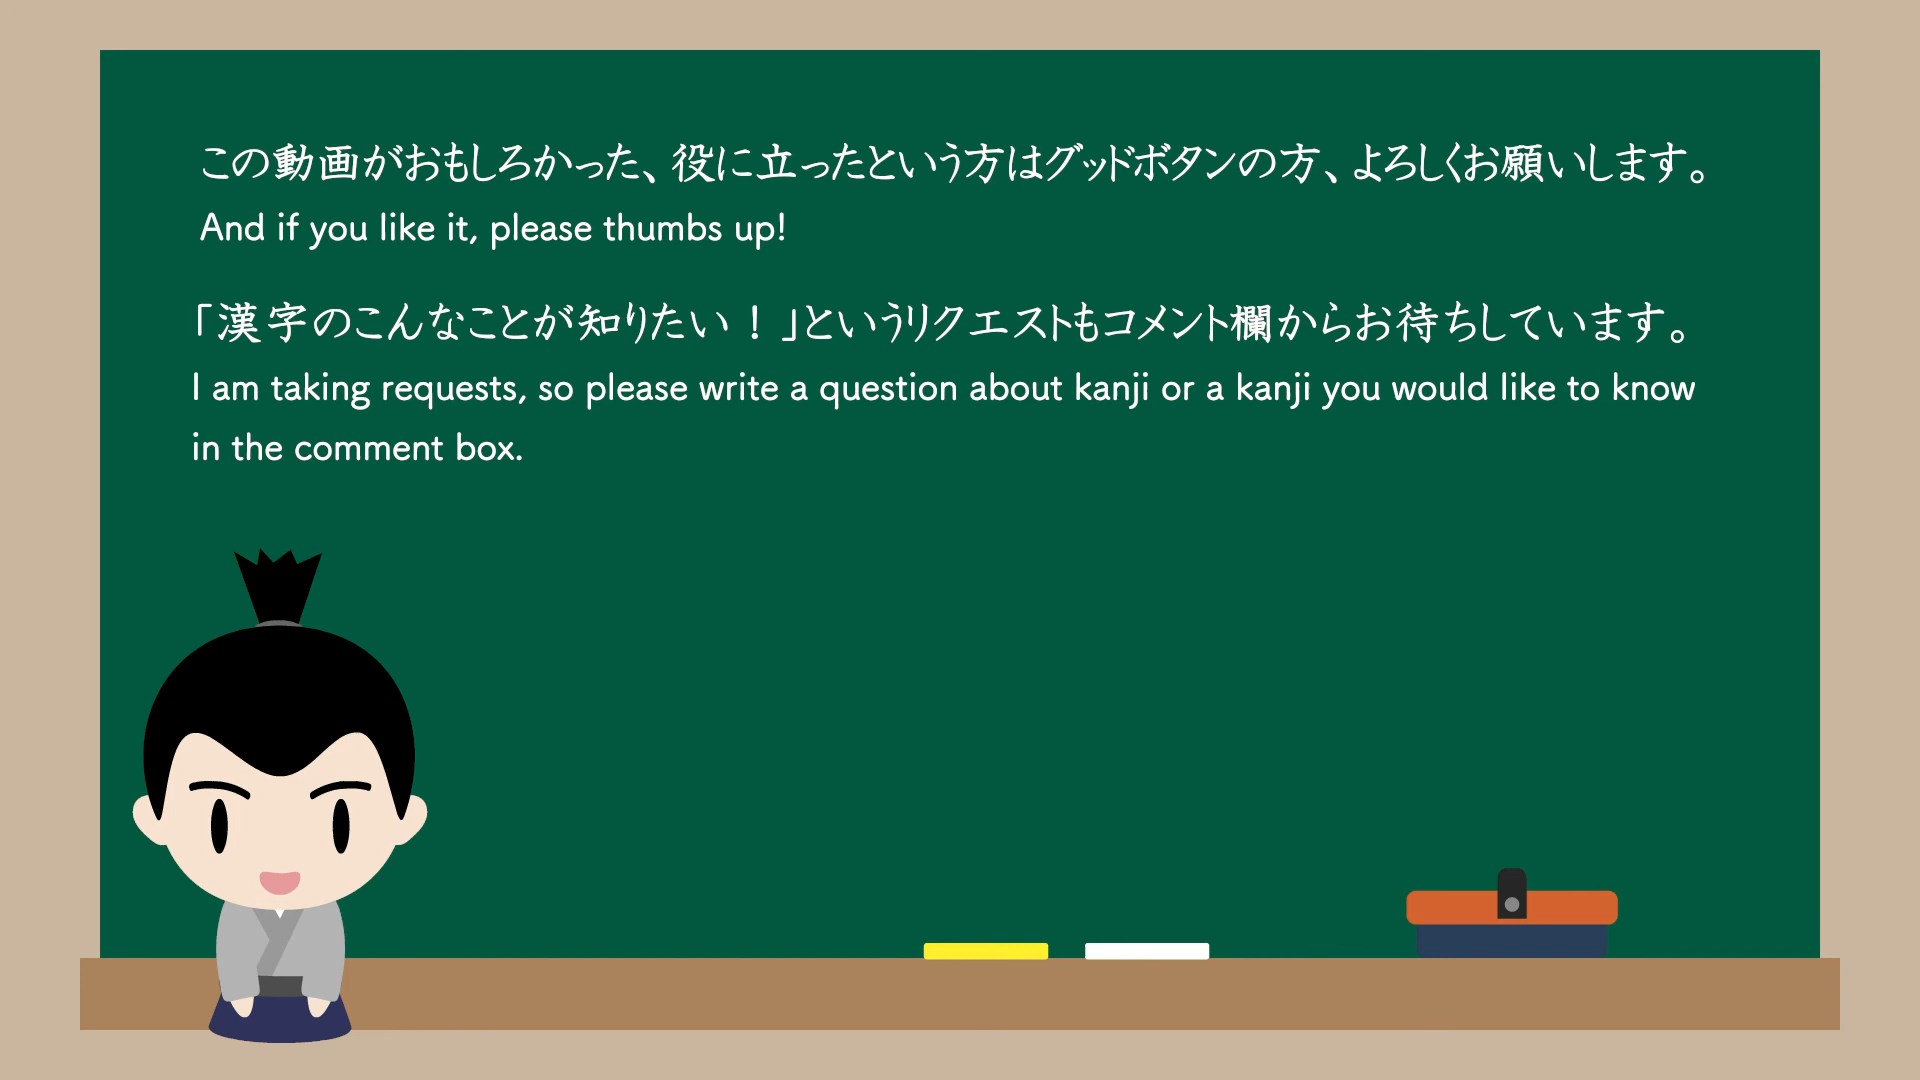 この動画がおもしろかった、役に立ったという方はグッドボタンの方、よろしくお願いします。
And if you like it, please thumbs up!
「漢字のこんなことが知りたい！」というリクエストもコメント欄からお待ちしています。
I am taking requests, so please write a question about kanji or a kanji you would like to know
in the comment box.